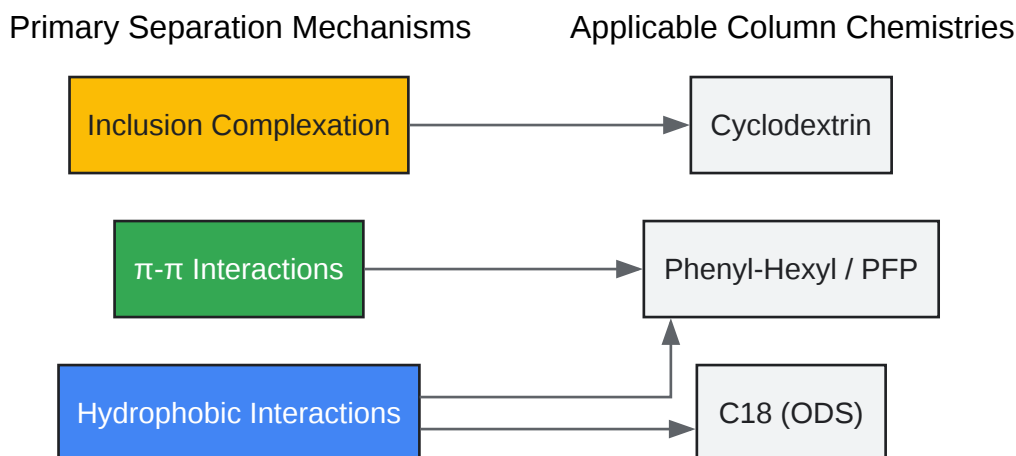 Primary Separation Mechanisms
Applicable Column Chemistries
Inclusion Complexation
Cyclodextrin
π-π Interactions
Phenyl-Hexyl / PFP
Hydrophobic Interactions
C18 (ODS)